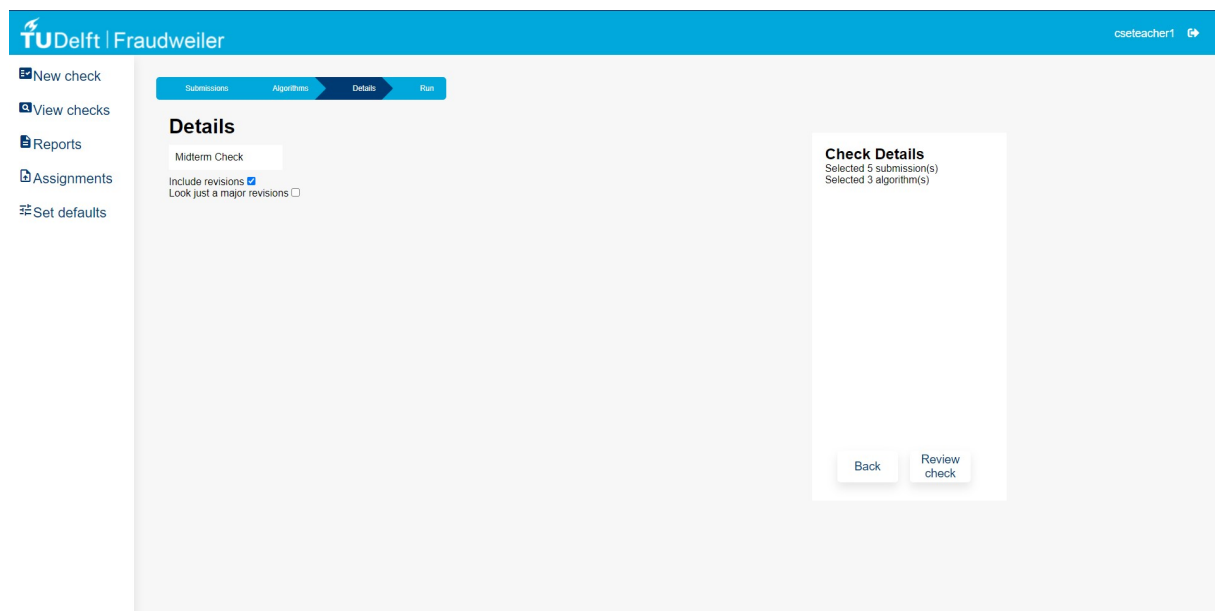 TUDelft | Fraudweiler
cseteacher1
New check
View checks
Reports
Assignments
Set defaults
Submissions Algorithms Details Run
Details
Midterm Check
Include revisions
Look just a major revisions
Check Details
Selected 5 submission(s)
Selected 3 algorithm(s)
Back
Review
check